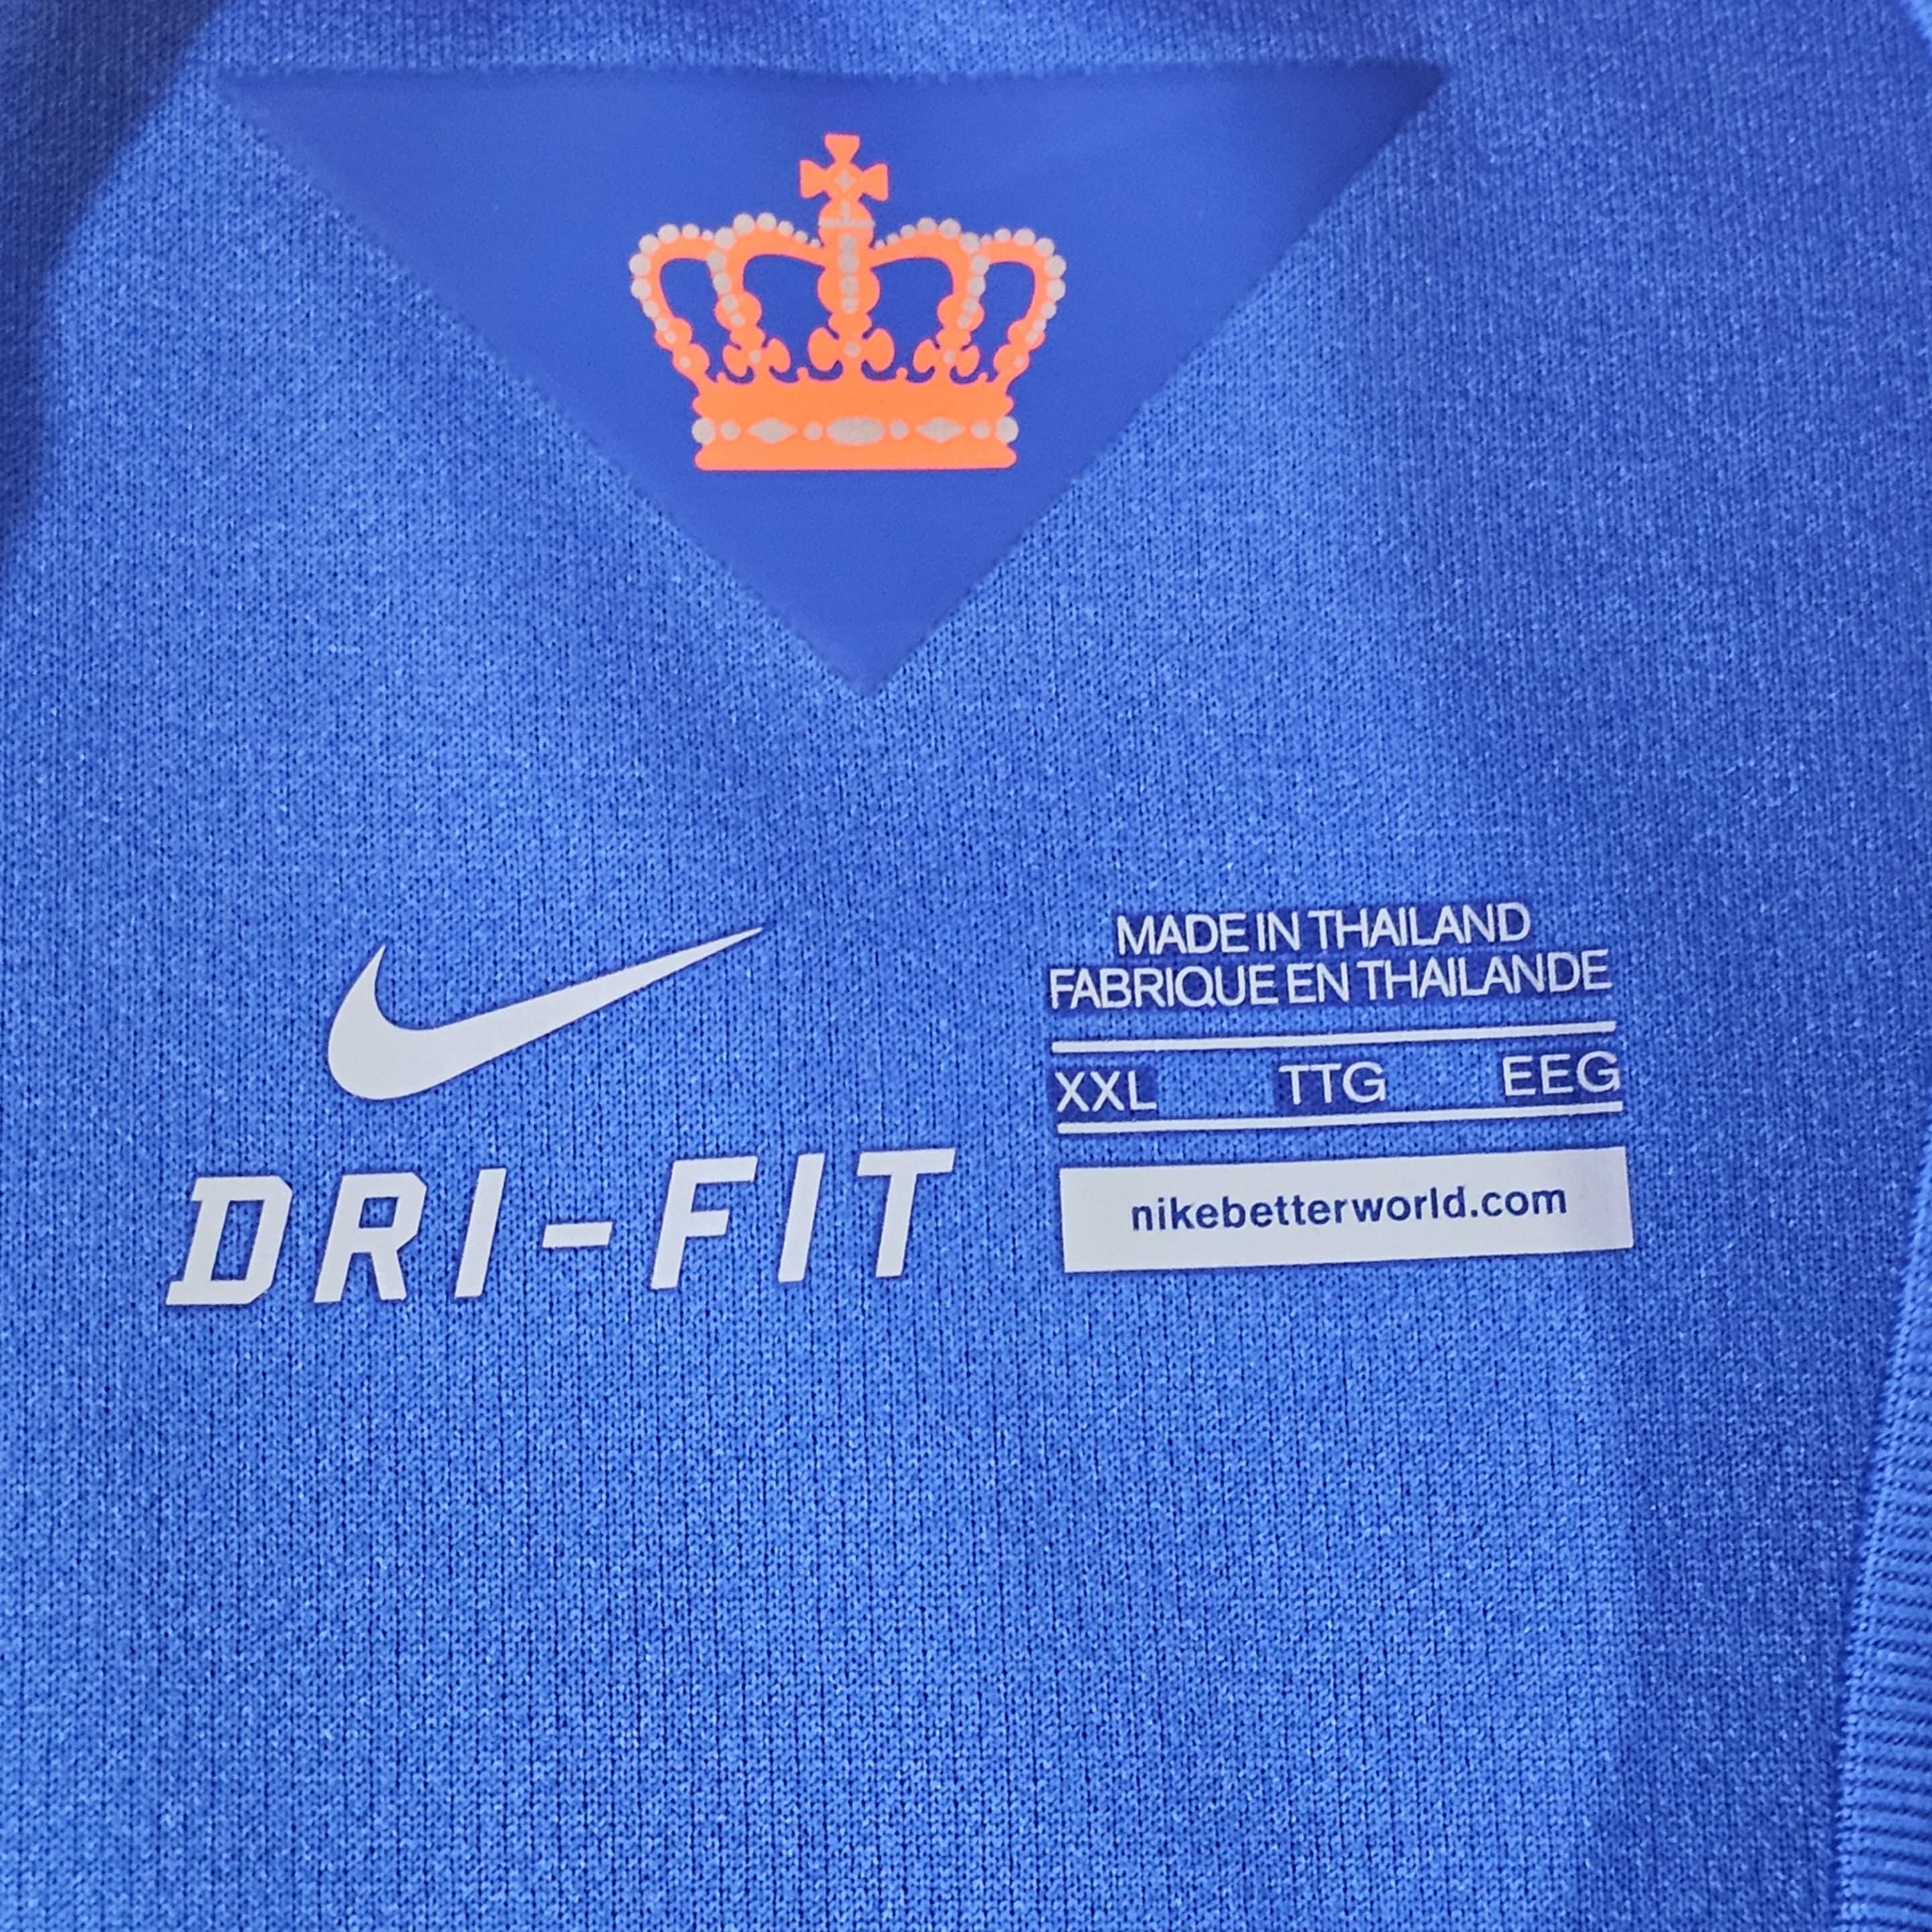 DRI-FIT
MADE IN THAILAND
FABRIQUE EN THAILANDE
XXL TTG EEG
nikebetterworld.com